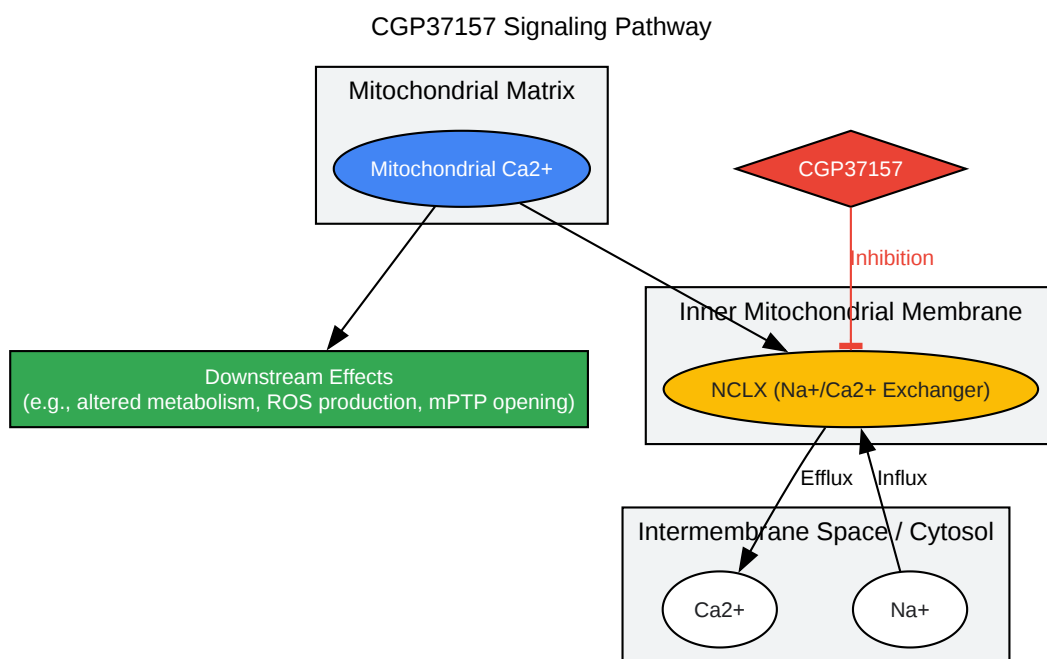 CGP37157 Signaling Pathway
Mitochondrial Matrix
Mitochondrial Ca2+
CGP37157
Inhibition
Inner Mitochondrial Membrane
Downstream Effects
(e.g., altered metabolism, ROS production, mPTP opening)
NCLX (Na+/Ca2+ Exchanger)
Efflux
Influx
Intermembrane Space / Cytosol
Ca2+
Na+